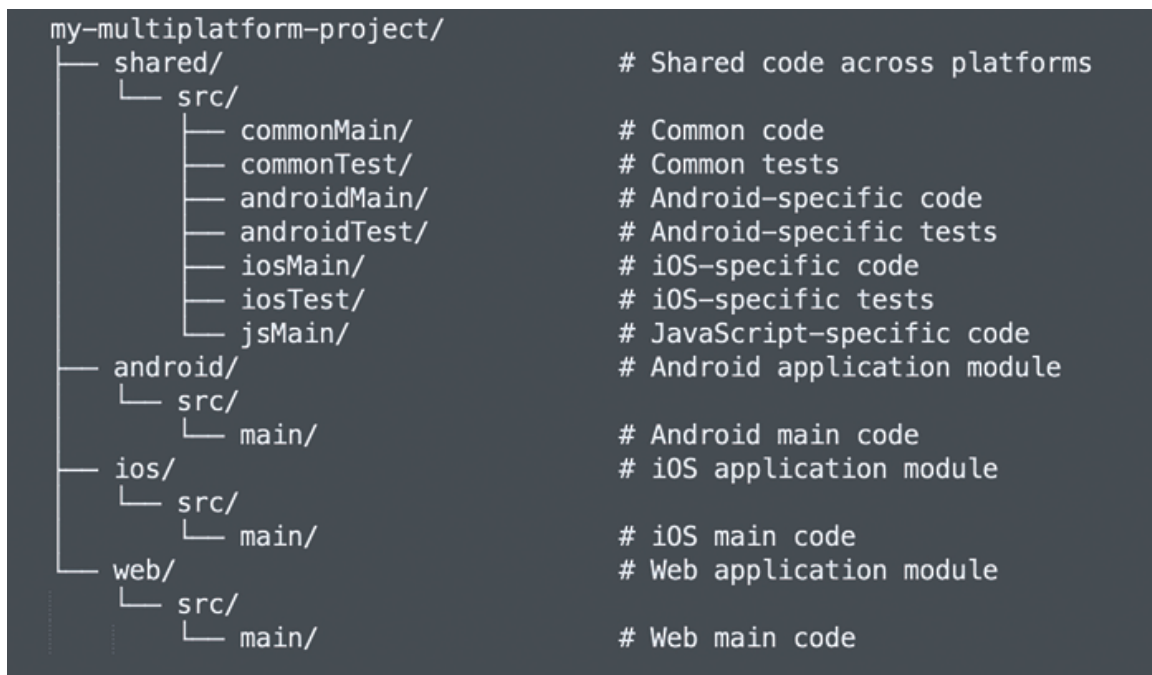 my-multiplatform-project/
├── shared/ # Shared code across platforms
│   └── src/
│       ├── commonMain/ # Common code
│       ├── commonTest/ # Common tests
│       ├── androidMain/ # Android-specific code
│       ├── androidTest/ # Android-specific tests
│       ├── iosMain/ # iOS-specific code
│       ├── iosTest/ # iOS-specific tests
│       └── jsMain/ # JavaScript-specific code
├── android/ # Android application module
│   └── src/
│       └── main/ # Android main code
├── ios/ # iOS application module
│   └── src/
│       └── main/ # iOS main code
└── web/ # Web application module
    └── src/
        └── main/ # Web main code